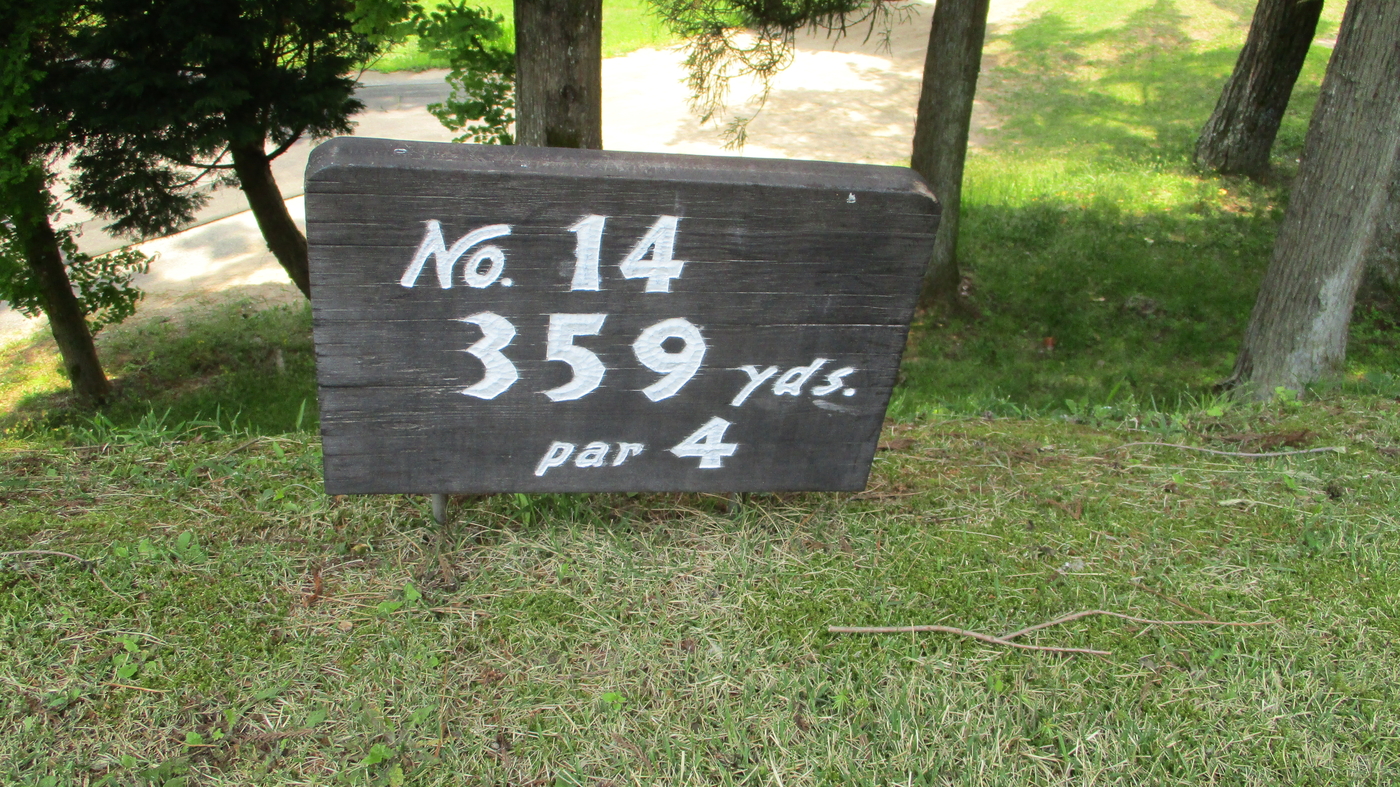 No. 14
359 yds.
par 4